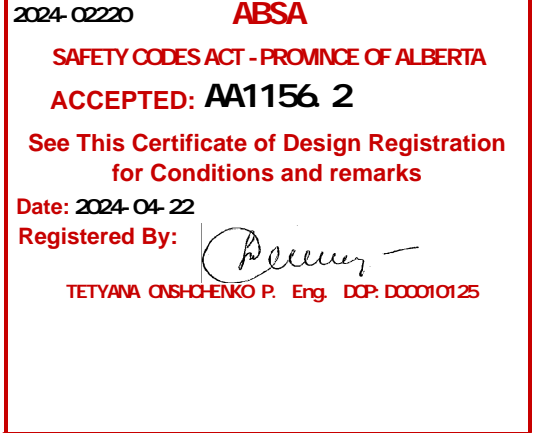 2024-02220 ABSA
SAFETY CODES ACT - PROVINCE OF ALBERTA
ACCEPTED: AA1156.2
See This Certificate of Design Registration
for Conditions and remarks
Date: 2024-04-22
Registered By:
TETYANA ONSHCHENKO P. Eng. DOP: D00010125